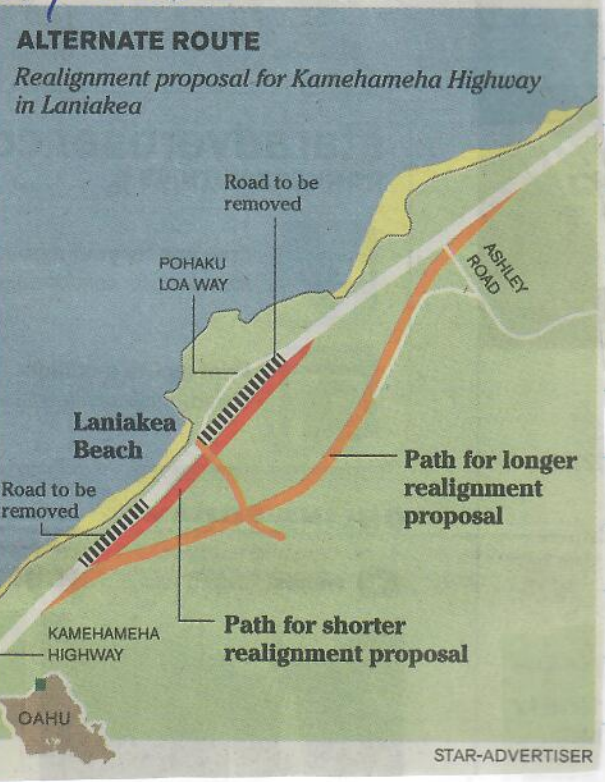 ALTERNATE ROUTE
Realignment proposal for Kamehameha Highway
in Laniakea
Road to be
removed
POHAKU
LOA WAY
ASHLEY
ROAD
Laniakea
Beach
Path for longer
realignment
proposal
Road to be
removed
Path for shorter
realignment proposal
KAMEHAMEHA
HIGHWAY
OAHU
STAR-ADVERTISER